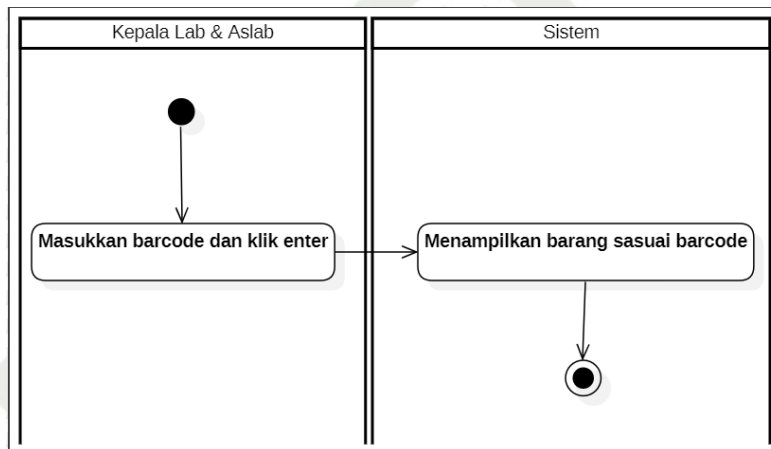 Kepala Lab & Aslab
Sistem
Masukkan barcode dan klik enter
Menampilkan barang sasuai barcode